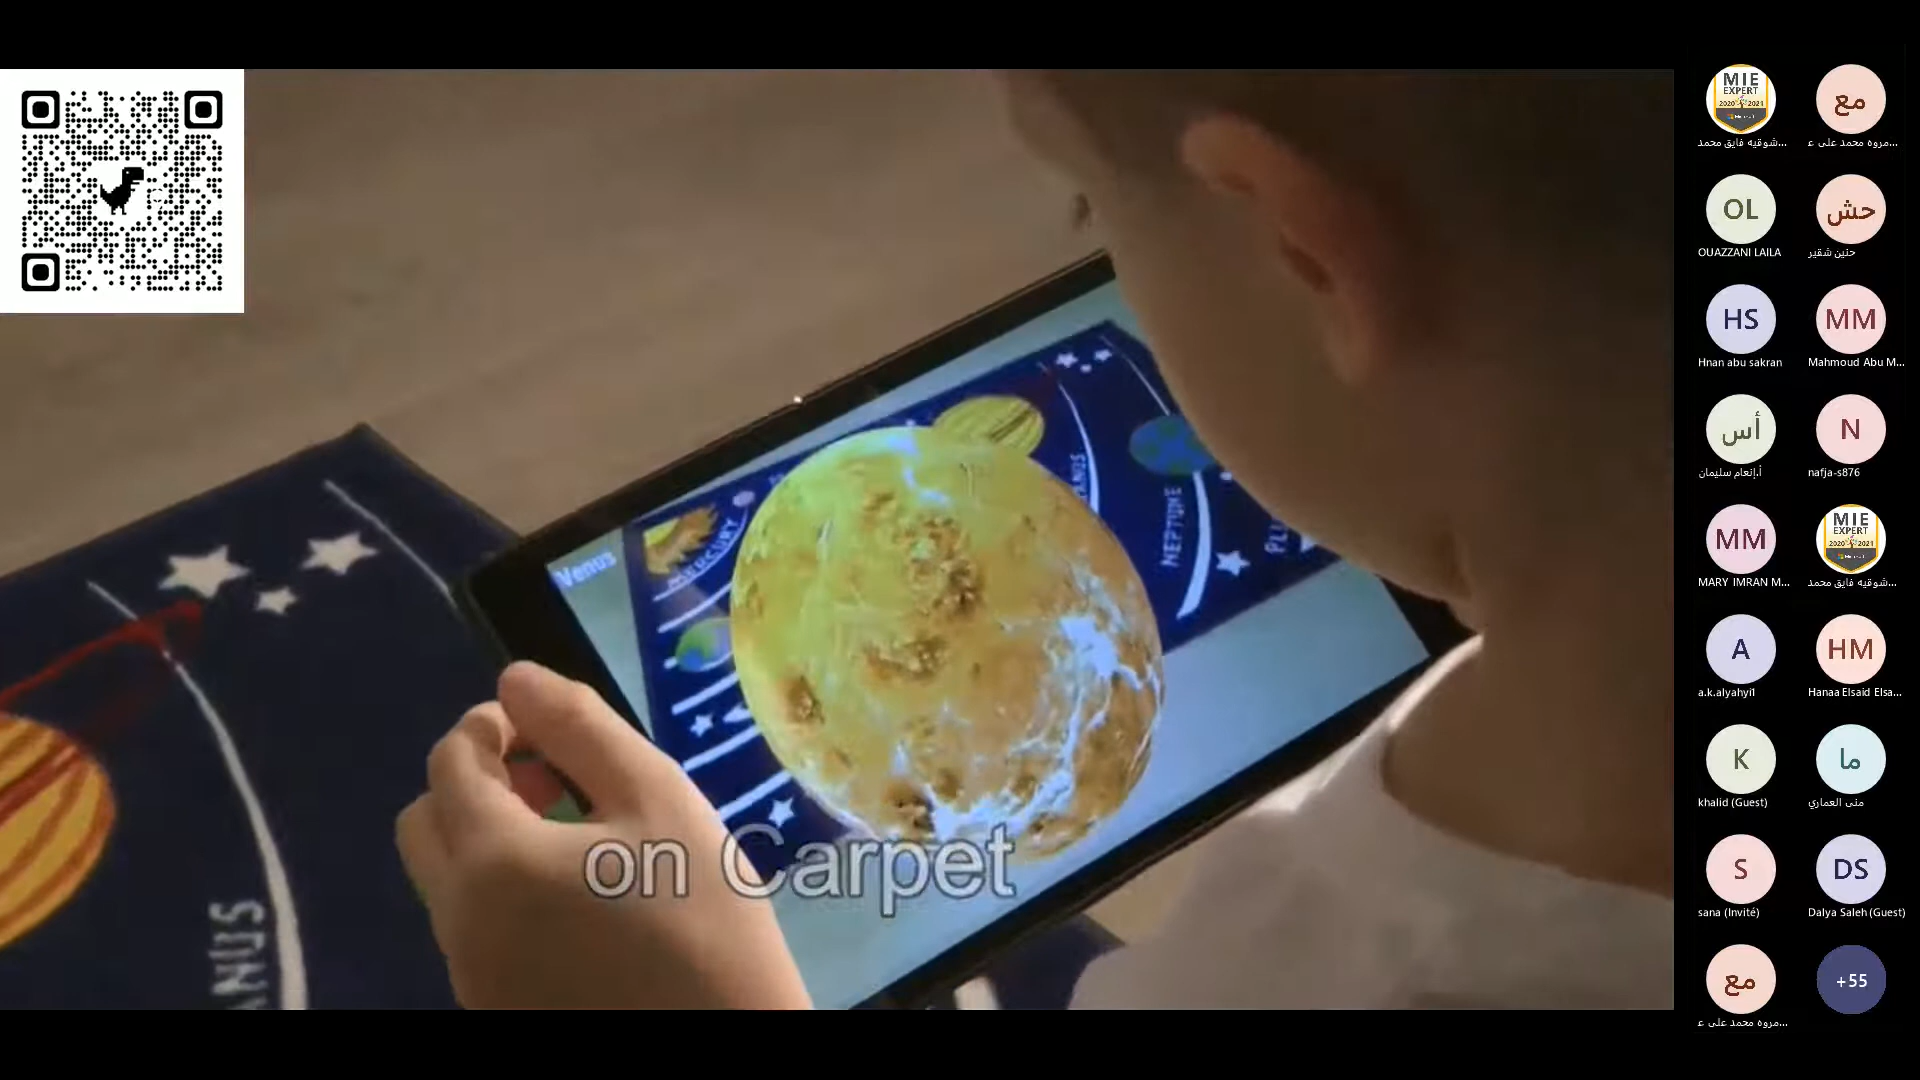 Venus
MERCURY
NEPTUNE
on Carpet
MIE
EXPERT
2020 2021
شوقيه فايق محمد...
مع
مروه محمد على ع...
OL
OUAZZANI LAILA
حش
حنين شقير
HS
Hnan abu sakran
MM
Mahmoud Abu M...
أس
أ.إنعام سليمان
N
nafja-s876
MM
MARY IMRAN M...
MIE
EXPERT
2020 2021
شوقيه فايق محمد...
A
a.k.alyahyi1
HM
Hanaa Elsaid Elsa...
K
khalid (Guest)
ما
منى العماري
S
sana (Invité)
DS
Dalya Saleh (Guest)
مع
مروه محمد على ع...
+55